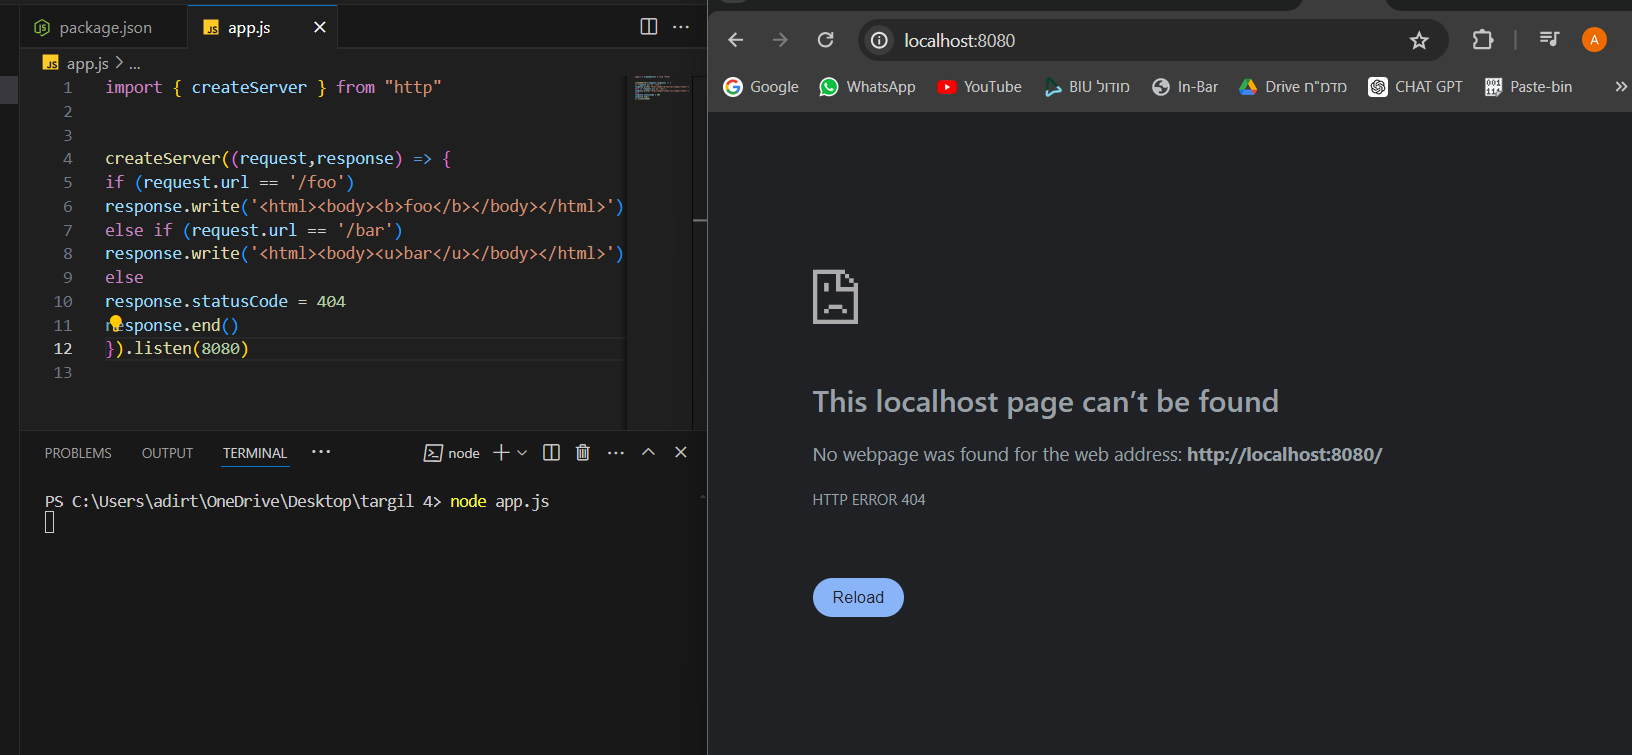 package.json
app.js
app.js > ...
1 import { createServer } from "http"
2
3
4 createServer((request,response) => {
5 if (request.url == '/foo')
6 response.write('<html><body><b>foo</b></body></html>')
7 else if (request.url == '/bar')
8 response.write('<html><body><u>bar</u></body></html>')
9 else
10 response.statusCode = 404
11 response.end()
12 }).listen(8080)
13
PROBLEMS OUTPUT TERMINAL ... node
PS C:\Users\adirt\OneDrive\Desktop\targil 4> node app.js
localhost:8080
A
Google WhatsApp YouTube BIU מודול In-Bar Drive מדמ"ח CHAT GPT Paste-bin »
This localhost page can’t be found
No webpage was found for the web address: http://localhost:8080/
HTTP ERROR 404
Reload